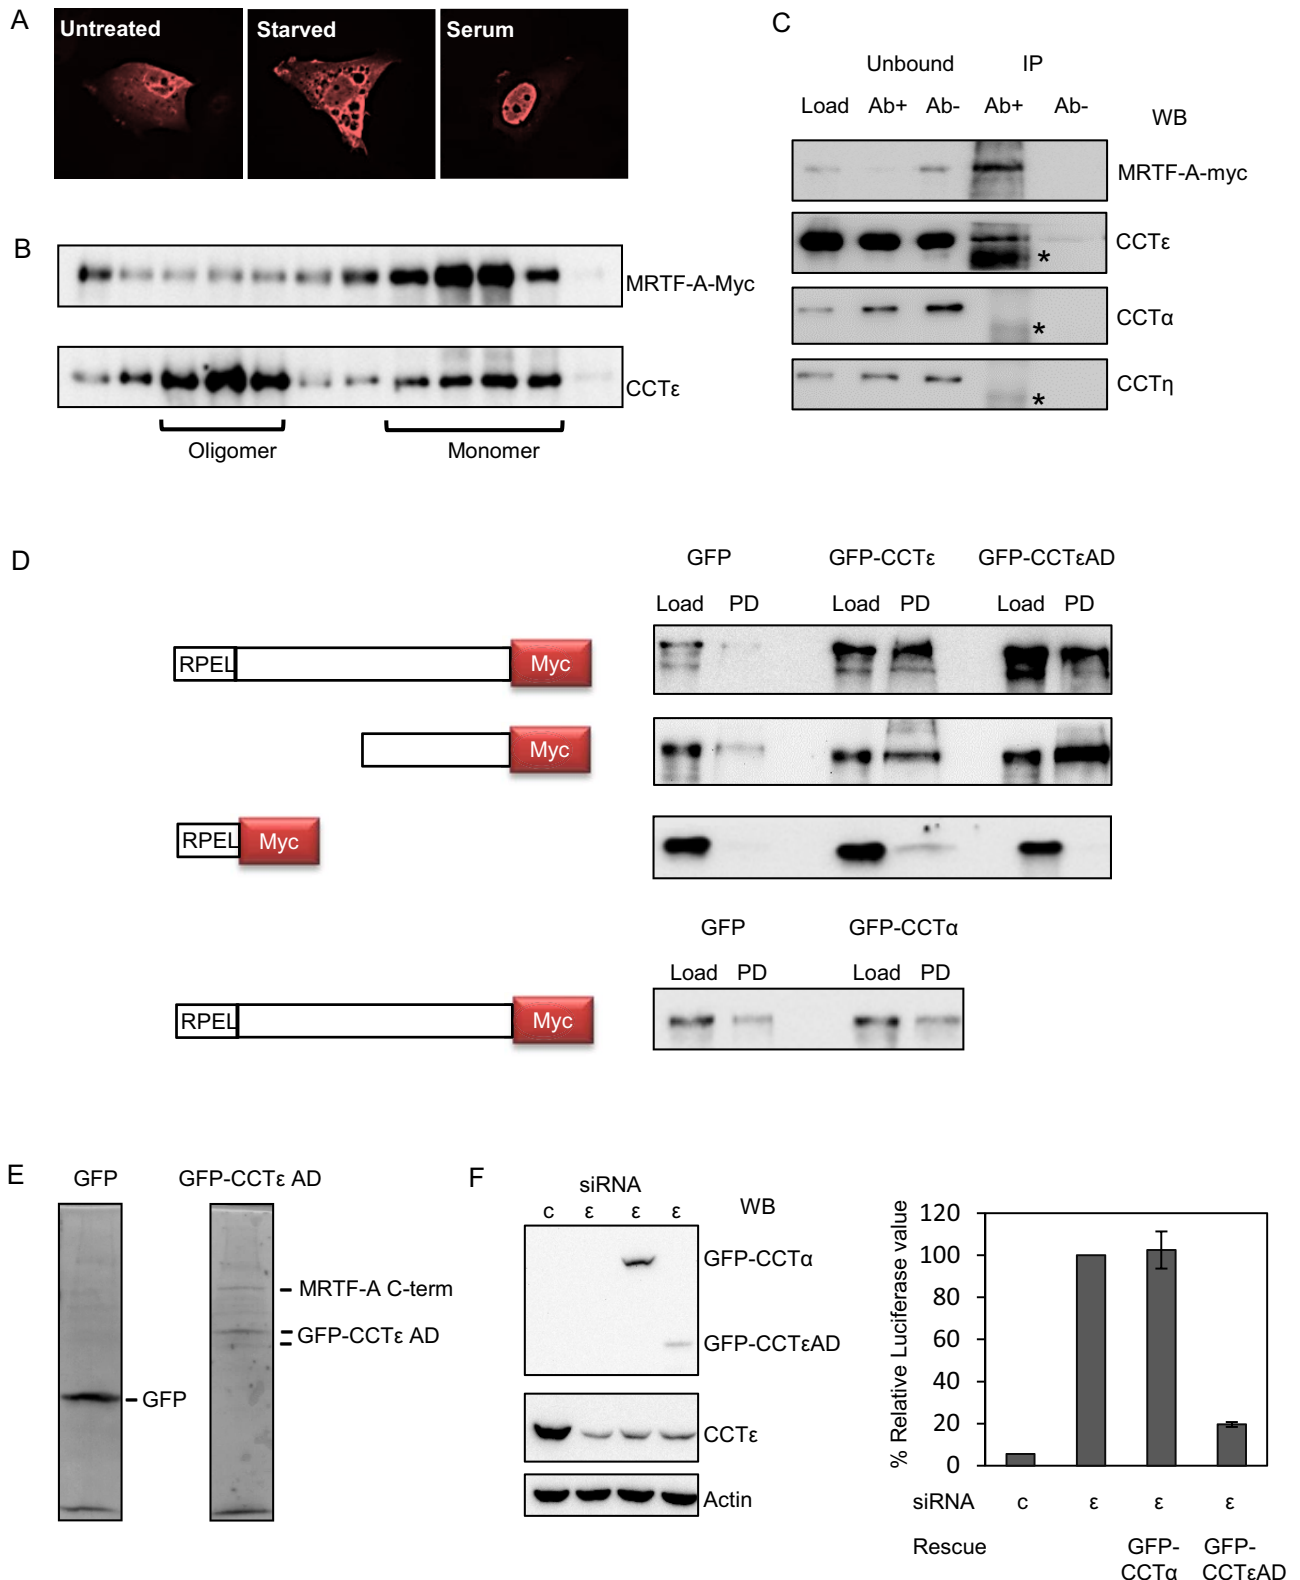 A
Untreated Starved Serum
B
MRTF-A-Myc
CCTε
Oligomer Monomer
C
Unbound IP
Load Ab+ Ab- Ab+ Ab- WB
MRTF-A-myc
CCTε
*
CCTα
*
CCTη
*
D
GFP GFP-CCTε GFP-CCTεAD
Load PD Load PD Load PD
RPEL Myc
Myc
RPEL Myc
GFP GFP-CCTα
Load PD Load PD
RPEL Myc
E
GFP GFP-CCTε AD
MRTF-A C-term
GFP-CCTε AD
GFP
F
siRNA
c ε ε ε WB
GFP-CCTα
GFP-CCTεAD
CCTε
Actin
% Relative Luciferase value
120
100
80
60
40
20
0
siRNA c ε ε ε
Rescue GFP- GFP-
CCTα CCTεAD